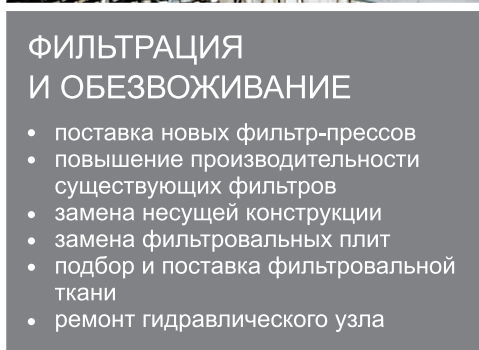 ФИЛЬТРАЦИЯ
И ОБЕЗВОЖИВАНИЕ
• поставка новых фильтр-прессов
• повышение производительности
существующих фильтров
• замена несущей конструкции
• замена фильтровальных плит
• подбор и поставка фильтровальной
ткани
• ремонт гидравлического узла